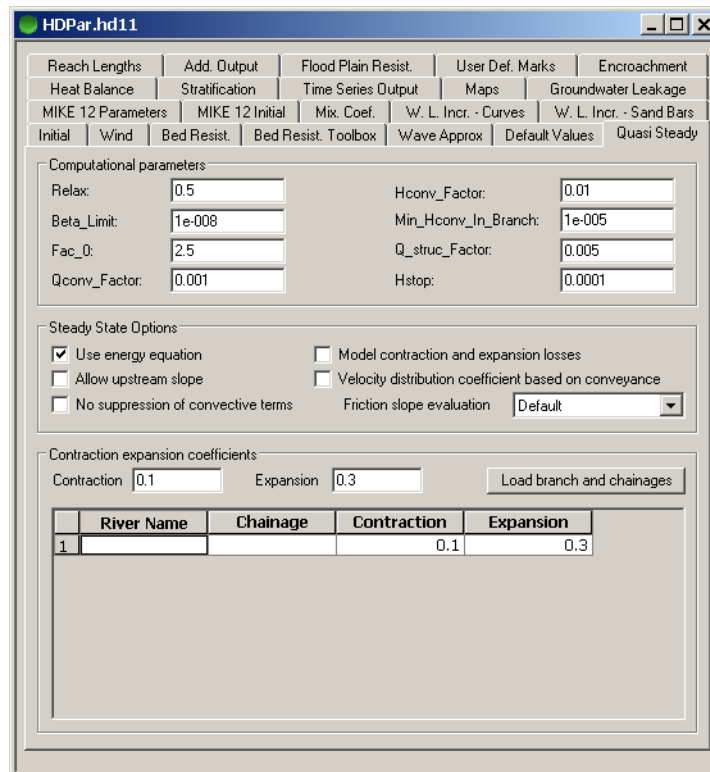 HDPar.hd11
Reach Lengths Add. Output Flood Plain Resist. User Def. Marks Encroachment
Heat Balance Stratification Time Series Output Maps Groundwater Leakage
MIKE 12 Parameters MIKE 12 Initial Mix. Coef. W. L. Incr. - Curves W. L. Incr. - Sand Bars
Initial Wind Bed Resist. Bed Resist. Toolbox Wave Approx Default Values Quasi Steady
Computational parameters
Relax: 0.5 Hconv_Factor: 0.01
Beta_Limit: 1e-008 Min_Hconv_In_Branch: 1e-005
Fac_0: 2.5 Q_struc_Factor: 0.005
Qconv_Factor: 0.001 Hstop: 0.0001
Steady State Options
Use energy equation Model contraction and expansion losses
Allow upstream slope Velocity distribution coefficient based on conveyance
No suppression of convective terms Friction slope evaluation Default
Contraction expansion coefficients
Contraction 0.1 Expansion 0.3 Load branch and chainages
River Name Chainage Contraction Expansion
1 0.1 0.3